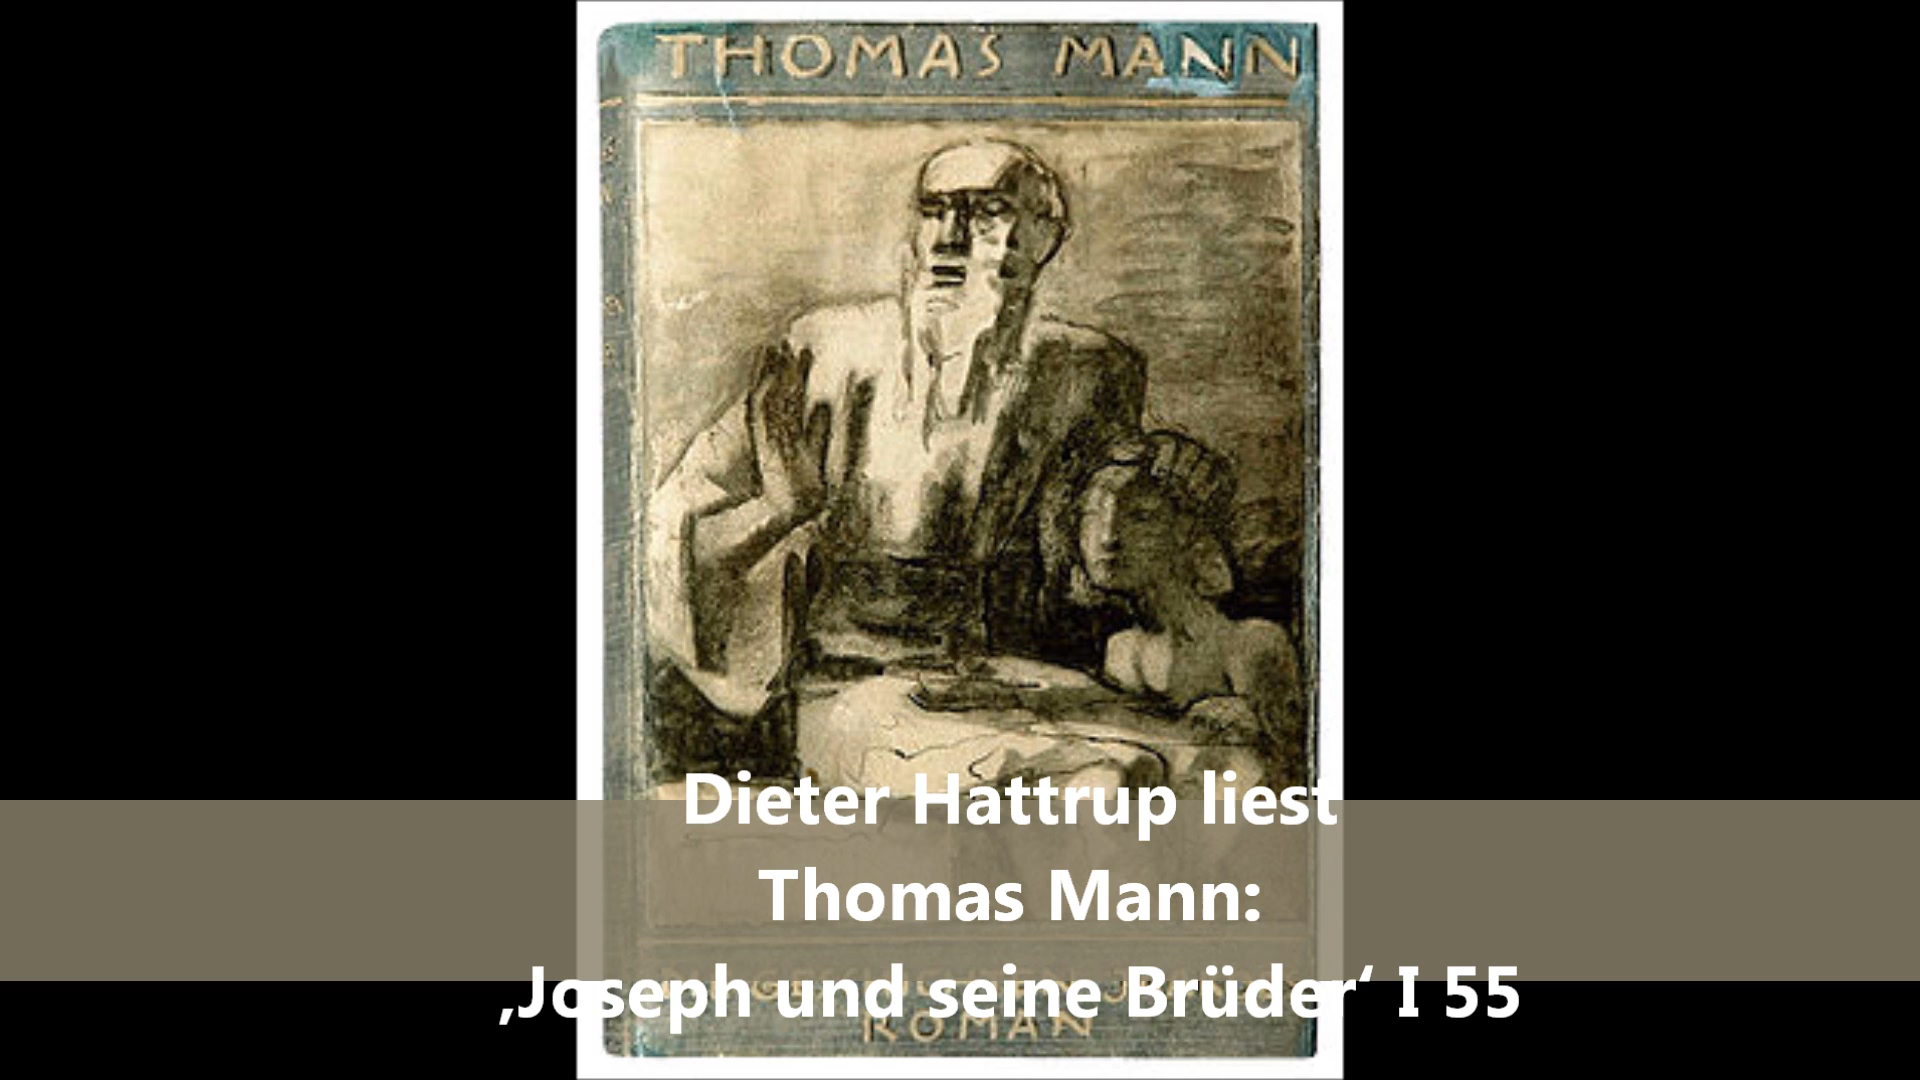 THOMAS MANN
Dieter Hattrup liest
Thomas Mann:
‚Joseph und seine Brüder‘ I 55
ROMAN